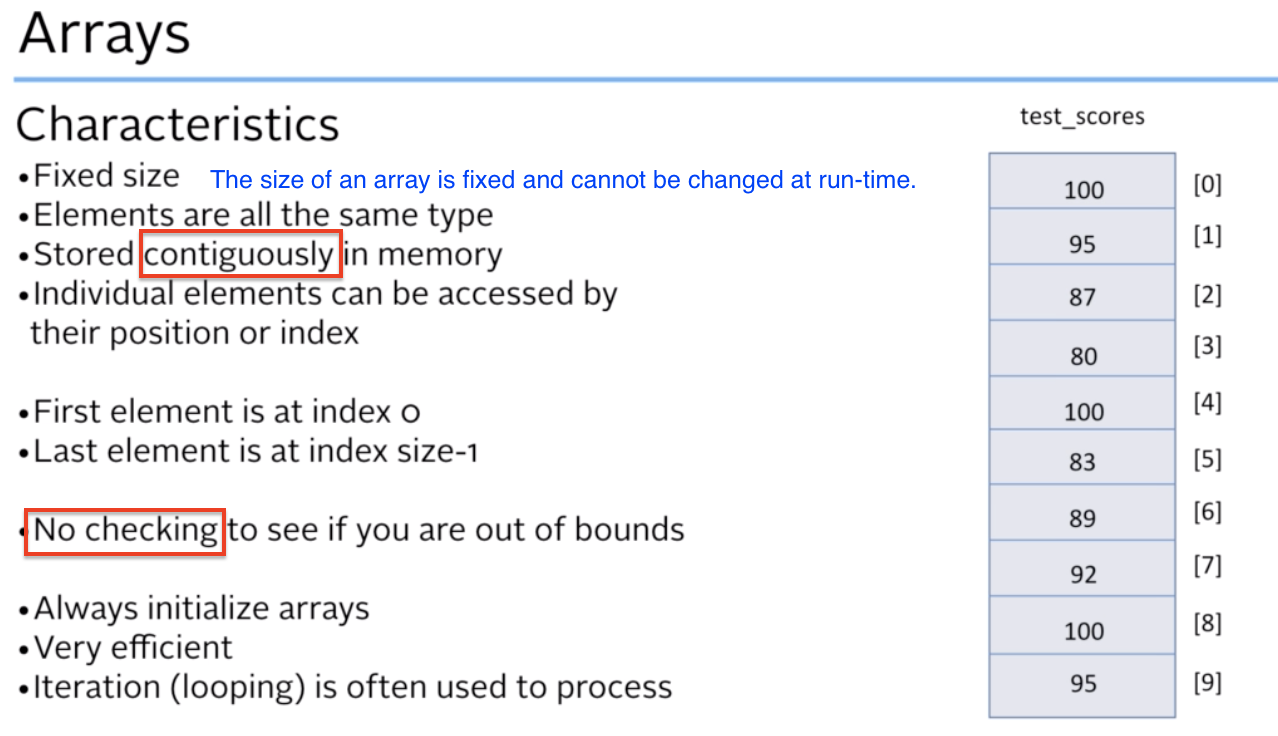 Arrays
Characteristics
•Fixed size The size of an array is fixed and cannot be changed at run-time.
•Elements are all the same type
•Stored contiguously in memory
•Individual elements can be accessed by
their position or index
•First element is at index 0
•Last element is at index size-1
•No checking to see if you are out of bounds
•Always initialize arrays
•Very efficient
•Iteration (looping) is often used to process
test_scores
100 [0]
95 [1]
87 [2]
80 [3]
100 [4]
83 [5]
89 [6]
92 [7]
100 [8]
95 [9]